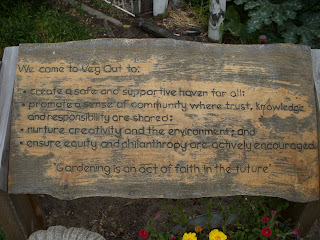 We come to Veg Out to:
• create a safe and supportive haven for all;
• promote a sense of community where trust, knowledge
and responsibility are shared;
• nurture creativity and the environment; and
• ensure equity and philanthropy are actively encouraged.
"Gardening is an act of faith in the future"